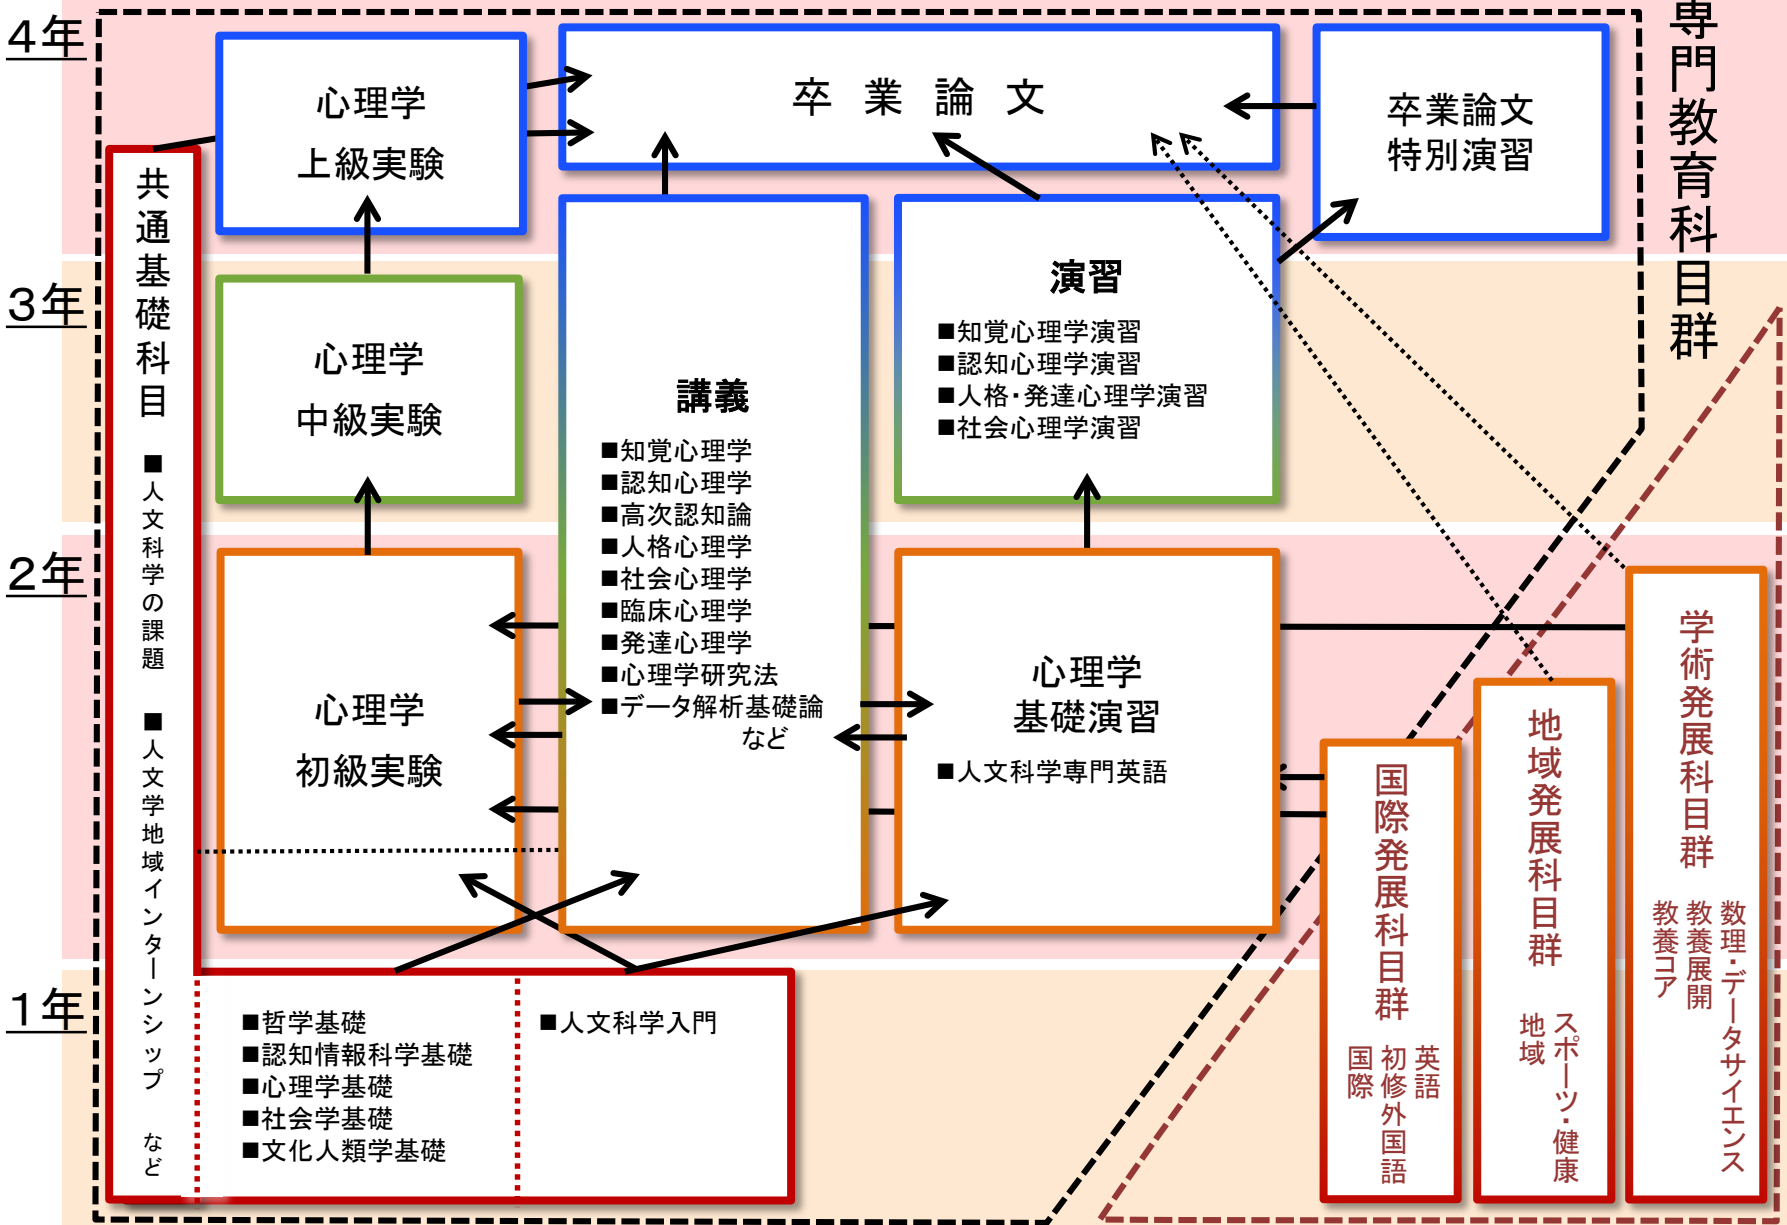 専門教育科目群
4年
心理学
上級実験
卒業論文
卒業論文
特別演習
共通基礎科目
■人文科学の課題
■人文学地域インターンシップ
など
3年
心理学
中級実験
講義
■知覚心理学
■認知心理学
■高次認知論
■人格心理学
■社会心理学
■臨床心理学
■発達心理学
■心理学研究法
■データ解析基礎論
など
演習
■知覚心理学演習
■認知心理学演習
■人格・発達心理学演習
■社会心理学演習
2年
心理学
初級実験
心理学
基礎演習
■人文科学専門英語
学術発展科目群
数理・データサイエンス
教養展開
教養コア
地域発展科目群
スポーツ・健康
地域
国際発展科目群
英語
初修外国語
国際
1年
■哲学基礎
■認知情報科学基礎
■心理学基礎
■社会学基礎
■文化人類学基礎
■人文科学入門